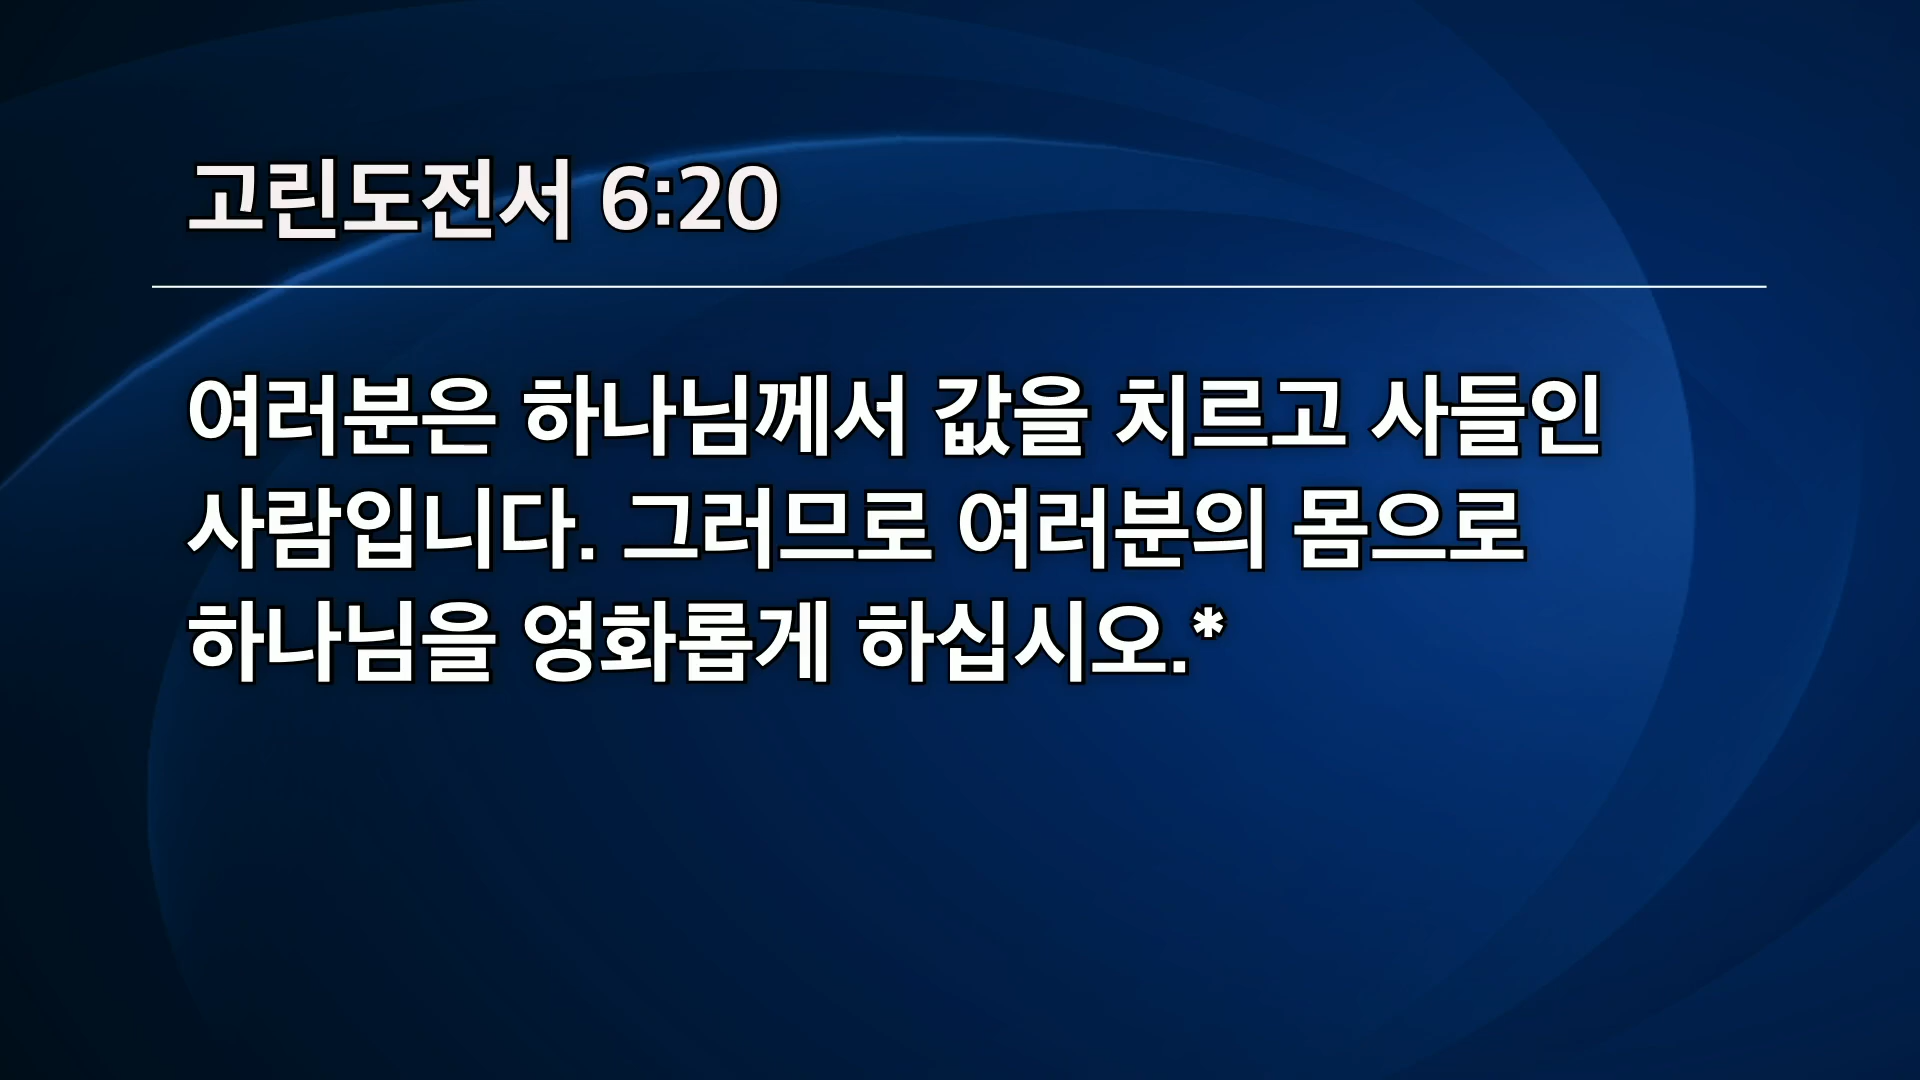 고린도전서 6:20
여러분은 하나님께서 값을 치르고 사들인
사람입니다. 그러므로 여러분의 몸으로
하나님을 영화롭게 하십시오.*